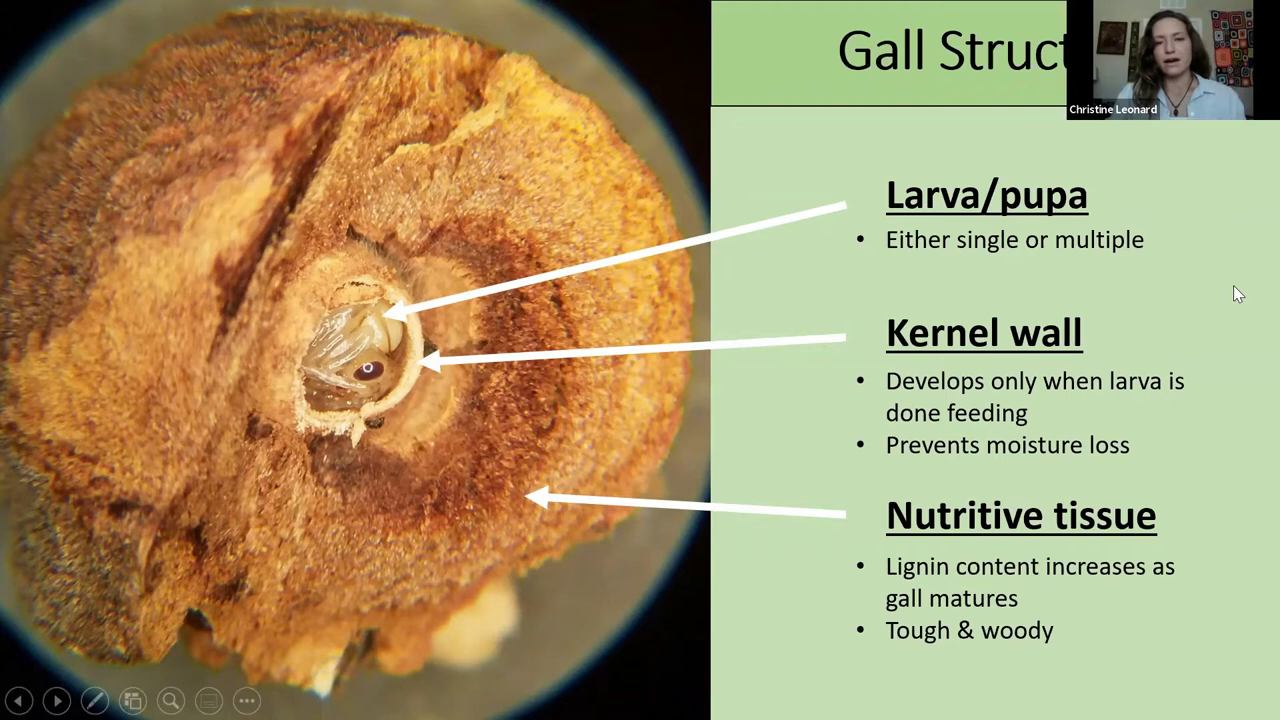 Gall Struct
Christine Leonard
Larva/pupa
• Either single or multiple
Kernel wall
• Develops only when larva is
done feeding
• Prevents moisture loss
Nutritive tissue
• Lignin content increases as
gall matures
• Tough & woody